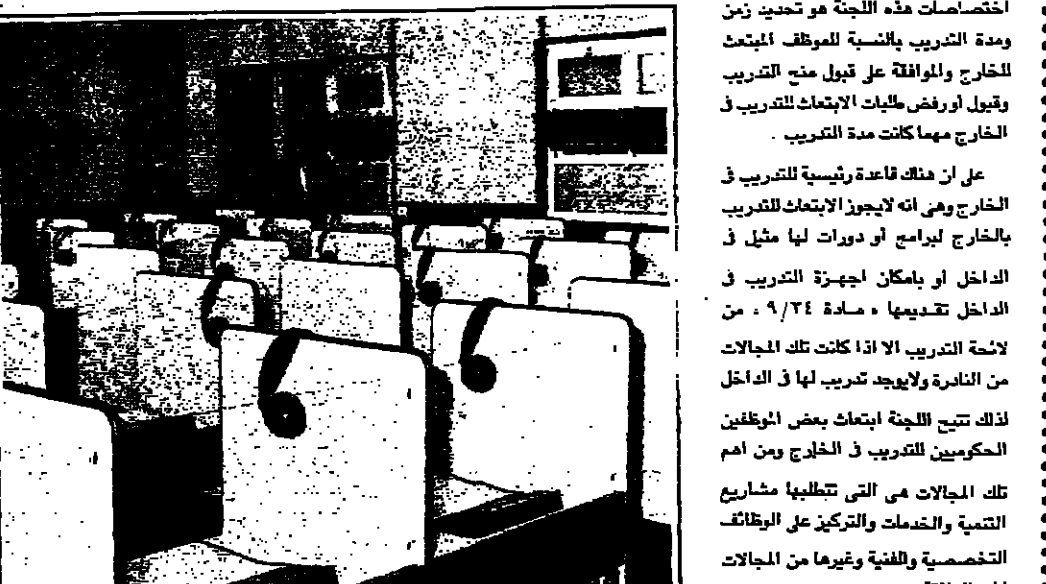 اختصاصات هذه اللجنة هو تحديد زمن
ومدة التدريب بالنسبة للموظف المبتعث
للخارج والموافقة على قبول منح التدريب
وقبول أو رفض طلبات الابتعاث للتدريب في
الخارج مهما كانت مدة التدريب .
على ان هناك قاعدة رئيسية للتدريب في
الخارج وهي انه لايجوز الابتعاث للتدريب
بالخارج لبرامج أو دورات لها مثيل في
الداخل أو بامكان اجهزة التدريب في
الداخل تقديمها « مادة ٩/٣٤ » من
لائحة التدريب الا اذا كانت تلك المجالات
من النادرة ولايوجد تدريب لها في الداخل
لذلك تتيح اللجنة ابتعاث بعض الموظفين
الحكوميين للتدريب في الخارج ومن اهم
تلك المجالات هي التي تتطلبها مشاريع
التنمية والخدمات والتركيز على الوظائف
التخصصية والفنية وغيرها من المجالات